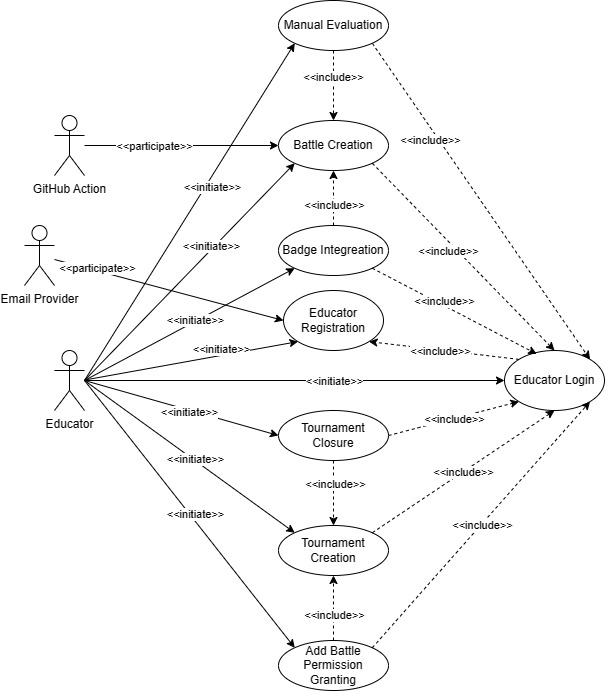 Manual Evaluation
<<include>>
<<include>>
<<participate>>
Battle Creation
GitHub Action
<<initiate>>
<<include>>
<<initiate>>
Badge Integreation
<<include>>
<<participate>>
Email Provider
<<include>>
Educator
Registration
<<initiate>>
<<initiate>>
<<include>>
<<initiate>>
Educator Login
Educator
<<initiate>>
Tournament
Closure
<<include>>
<<initiate>>
<<include>>
<<include>>
Tournament
Creation
<<initiate>>
<<include>>
<<include>>
Add Battle
Permission
Granting